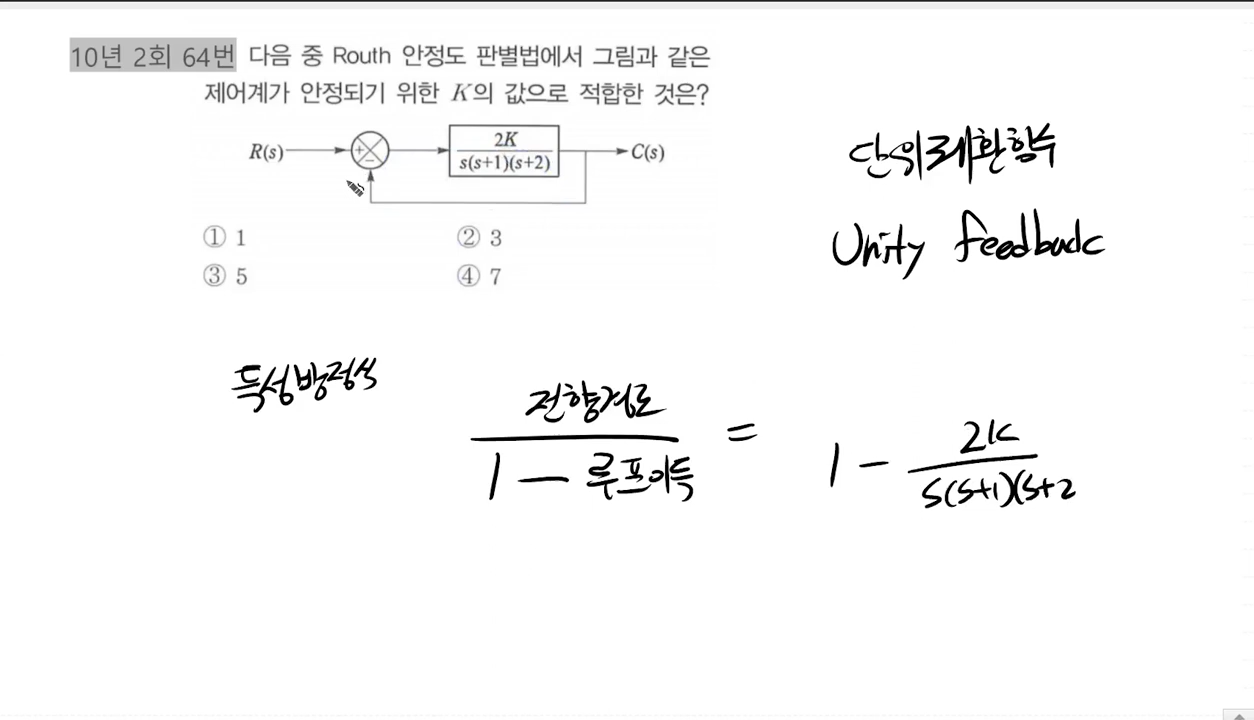 10년 2회 64번 다음 중 Routh 안정도 판별법에서 그림과 같은
제어계가 안정되기 위한 K의 값으로 적합한 것은?
R(s) + − 2K C(s)
s(s+1)(s+2)
① 1 ② 3
③ 5 ④ 7
단위궤환함수
Unity feedback
특성방정식
전향경로
1 − 루프이득
=
2K
1 −
s(s+1)(s+2